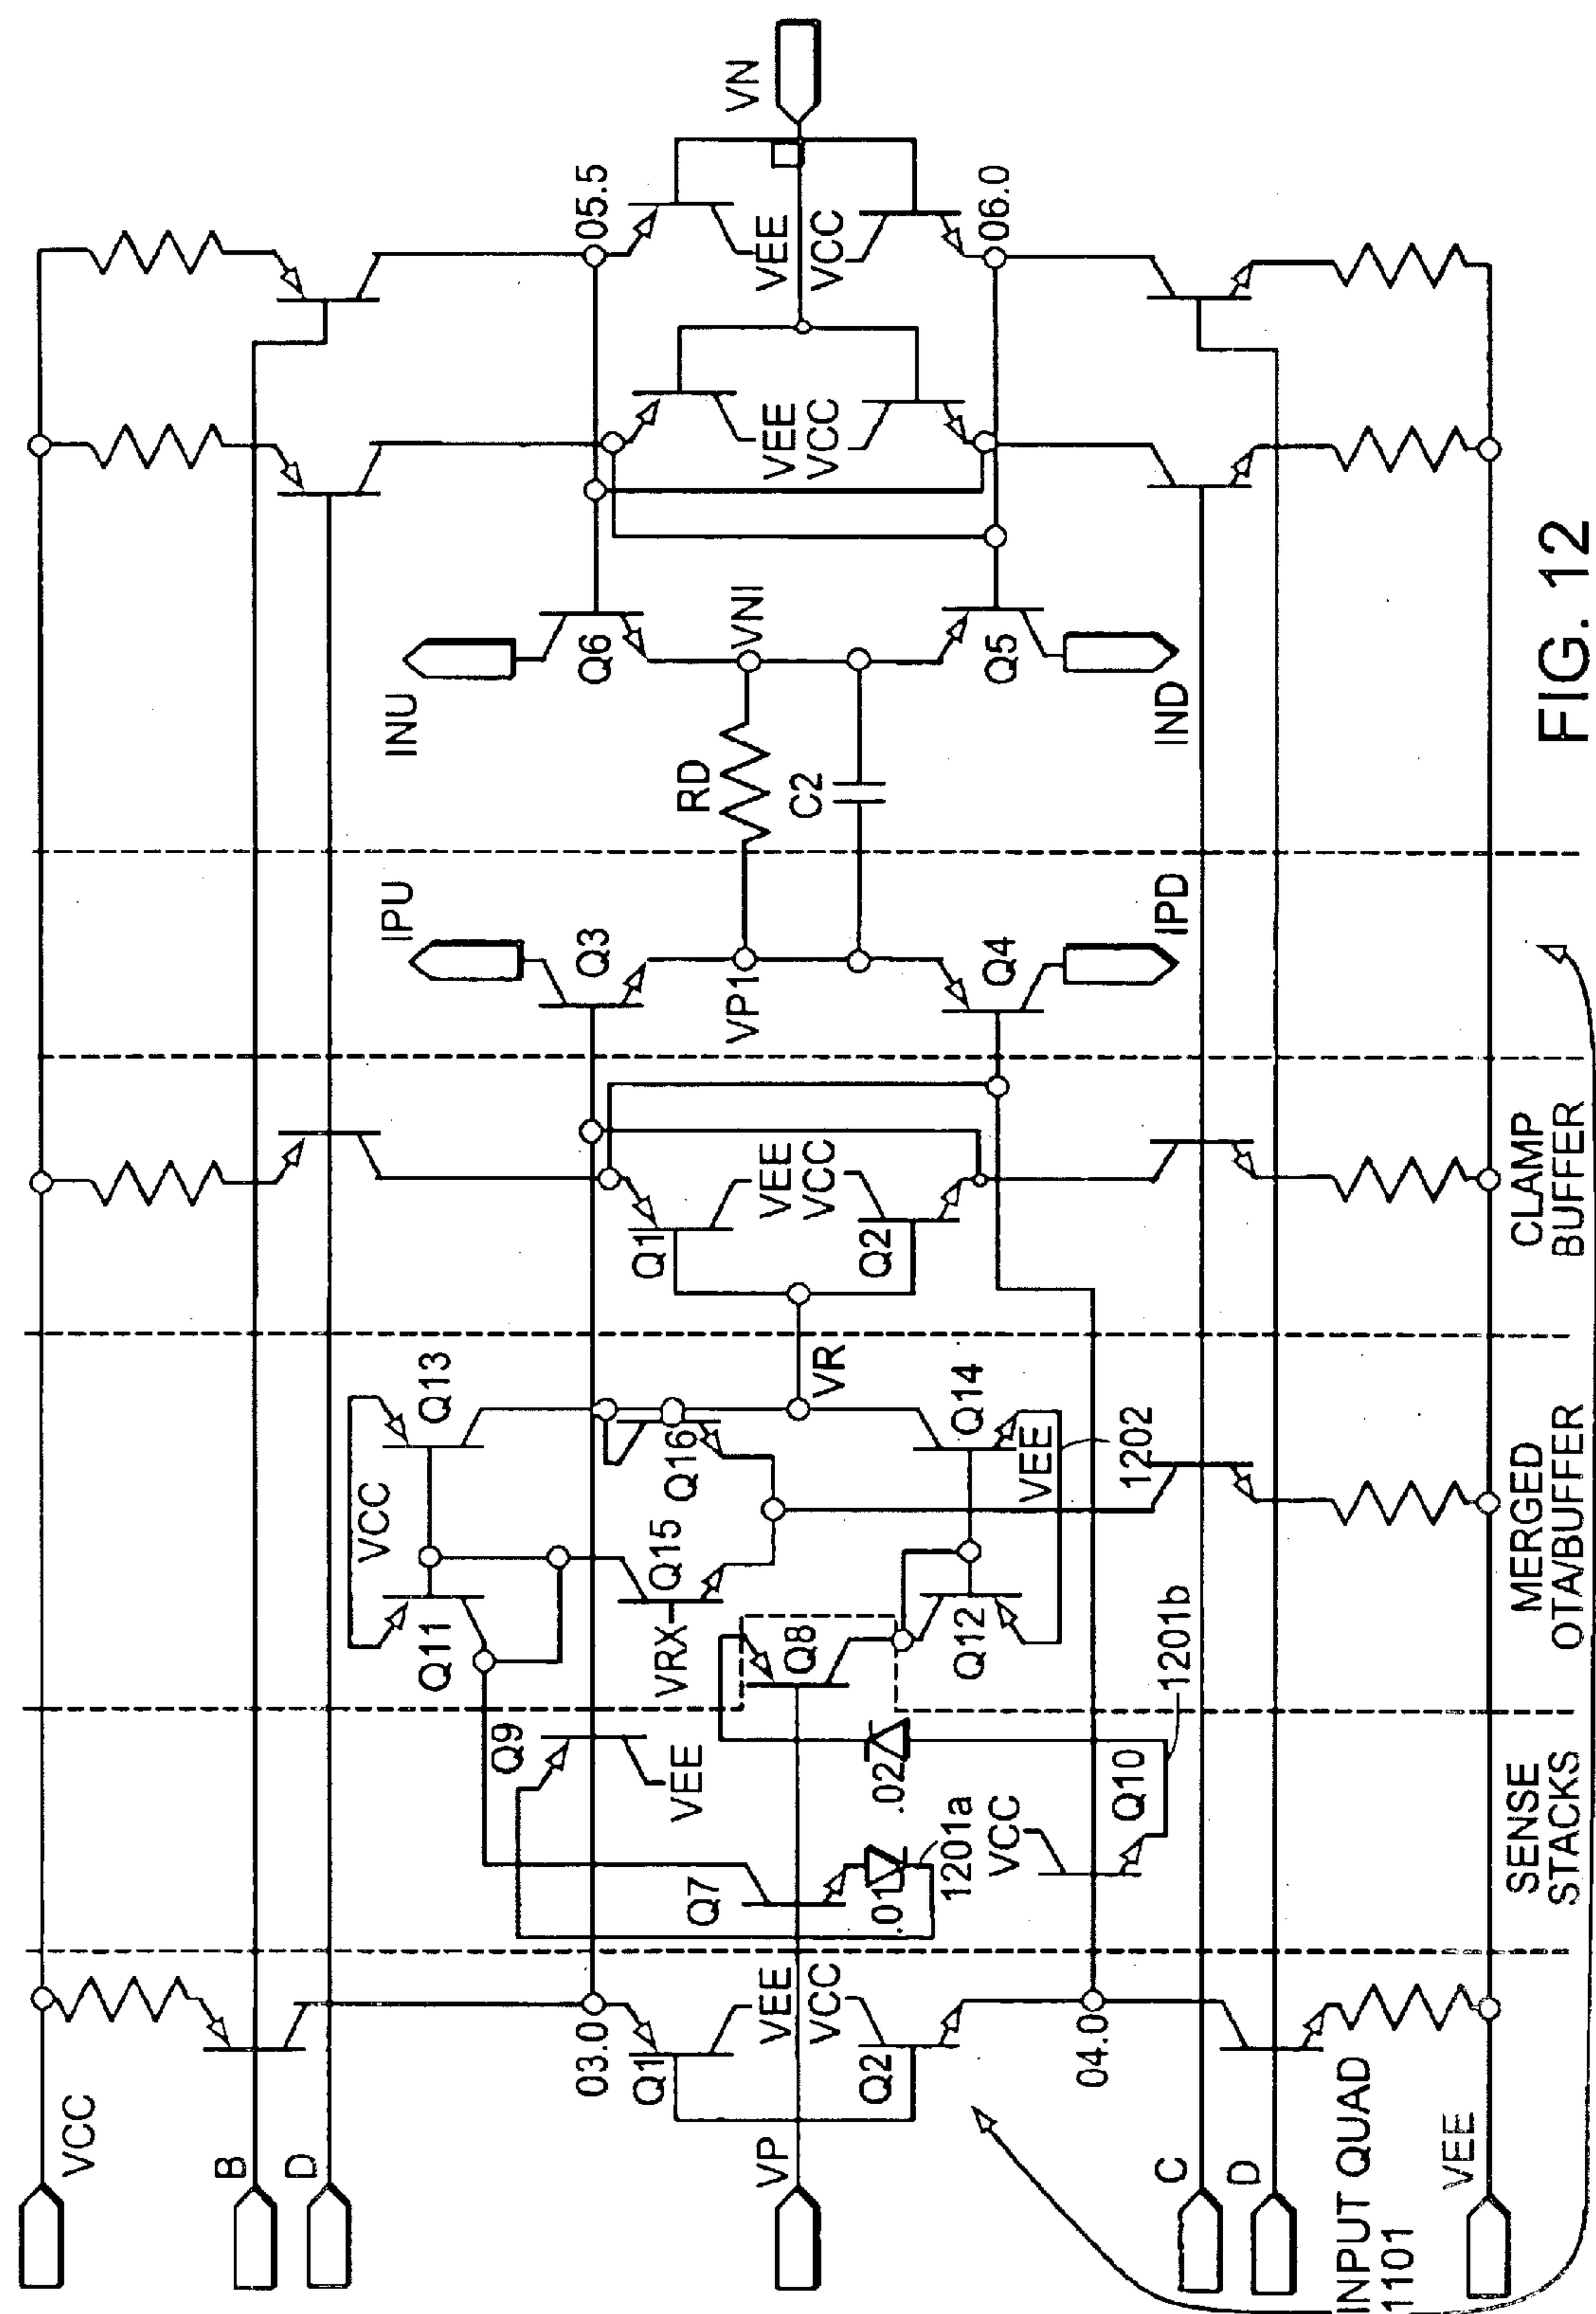 VCC
B
D
VP
C
D
VEE
INPUT QUAD
1101
03.0
Q1
VEE
VCC
Q2
04.0
Q7
.01
1201a
Q9
VEE
.02
VCC
Q10
1201b
SENSE
STACKS
VCC
Q11
Q13
VRX
Q15
Q16
Q8
VR
Q12
Q14
VEE
1202
MERGED
OTA/BUFFER
Q1
VEE
VCC
Q2
CLAMP
BUFFER
IPU
Q3
VP1
Q4
IPD
RD
C2
INU
Q6
VNI
Q5
IND
VEE
VCC
05.5
VEE
VCC
06.0
VN
FIG. 12